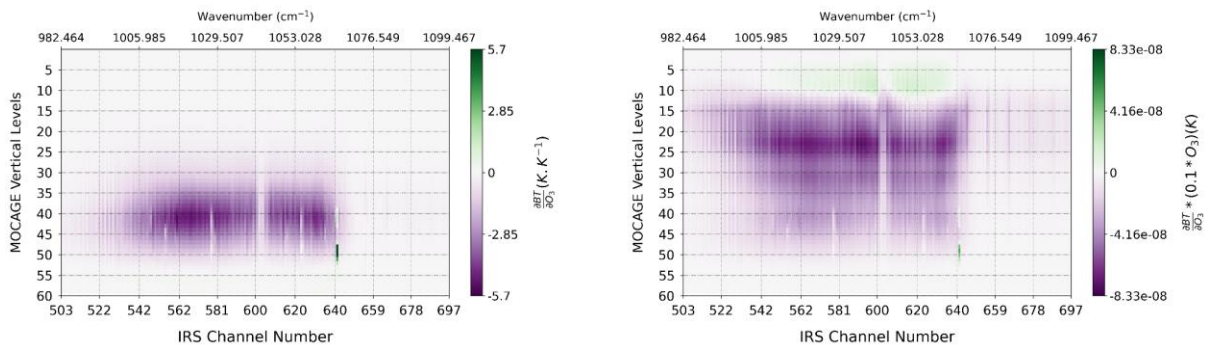 Wavenumber (cm⁻¹)
982.464 1005.985 1029.507 1053.028 1076.549 1099.467
MOCAGE Vertical Levels
5
10
15
20
25
30
35
40
45
50
55
60
503 522 542 562 581 600 620 640 659 678 697
IRS Channel Number
5.7
2.85
0
-2.85
-5.7
∂BT/∂O₃ (K.K⁻¹)
Wavenumber (cm⁻¹)
982.464 1005.985 1029.507 1053.028 1076.549 1099.467
MOCAGE Vertical Levels
5
10
15
20
25
30
35
40
45
50
55
60
503 522 542 562 581 600 620 640 659 678 697
IRS Channel Number
8.33e-08
4.16e-08
0
-4.16e-08
-8.33e-08
∂BT/∂O₃ * (0.1 * O₃)(K)